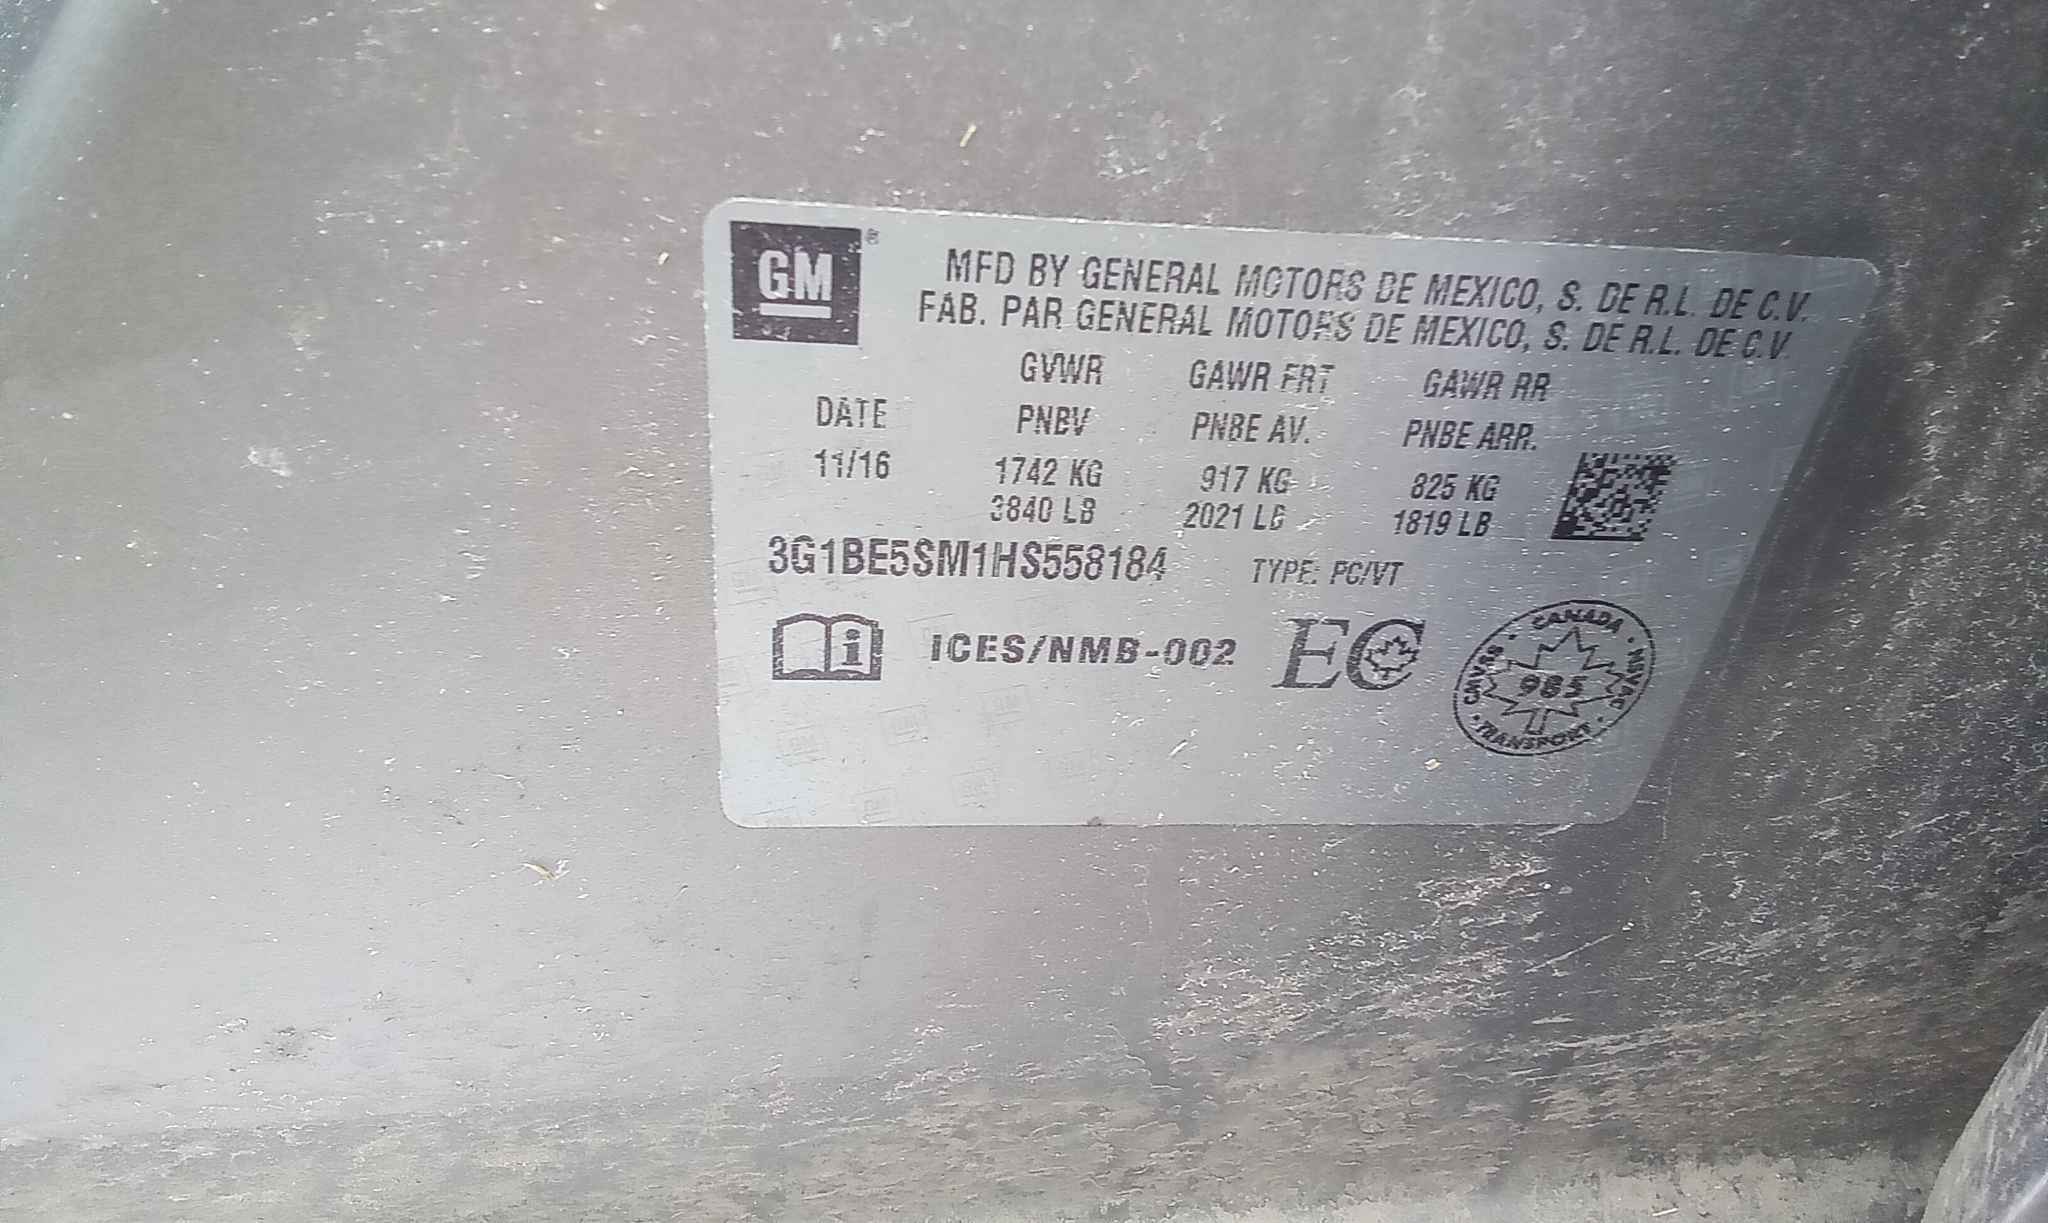 GM ®
MFD BY GENERAL MOTORS DE MEXICO, S. DE R.L. DE C.V.
FAB. PAR GENERAL MOTORS DE MEXICO, S. DE R.L. DE C.V.
GVWR GAWR FRT GAWR RR
DATE PNBV PNBE AV. PNBE ARR.
11/16 1742 KG 917 KG 825 KG
3840 LB 2021 LB 1819 LB
3G1BE5SM1HS558184 TYPE: PC/VT
i ICES/NMB-002 EC
CANADA
CMVSS 985 NSVAC
TRANSPORT